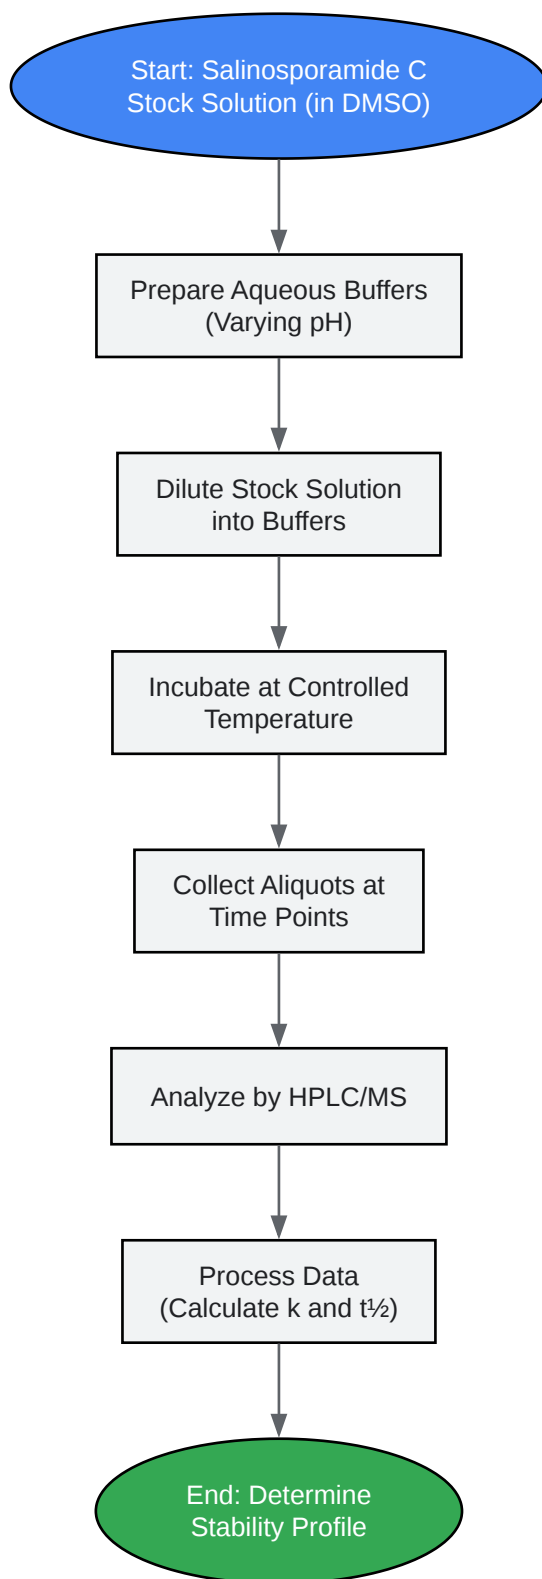 Start: Salinosporamide C
Stock Solution (in DMSO)
Prepare Aqueous Buffers
(Varying pH)
Dilute Stock Solution
into Buffers
Incubate at Controlled
Temperature
Collect Aliquots at
Time Points
Analyze by HPLC/MS
Process Data
(Calculate k and t½)
End: Determine
Stability Profile